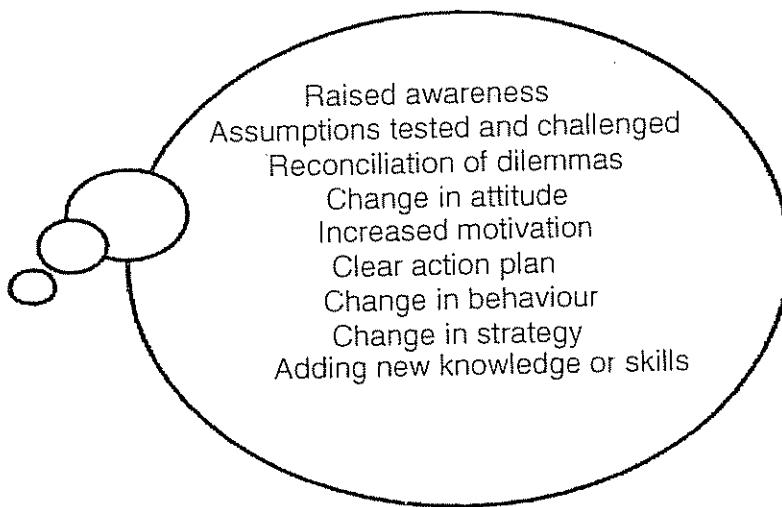 Raised awareness
Assumptions tested and challenged
Reconciliation of dilemmas
Change in attitude
Increased motivation
Clear action plan
Change in behaviour
Change in strategy
Adding new knowledge or skills